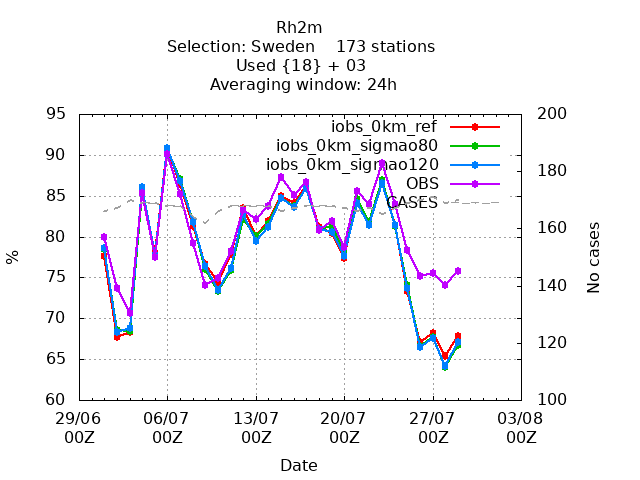 Rh2m
Selection: Sweden 173 stations
Used {18} + 03
Averaging window: 24h
95
90
85
80
75
70
65
60
%
200
180
160
140
120
100
No cases
iobs_0km_ref
iobs_0km_sigmao80
iobs_0km_sigmao120
OBS
CASES
29/06 06/07 13/07 20/07 27/07 03/08
00Z 00Z 00Z 00Z 00Z 00Z
Date